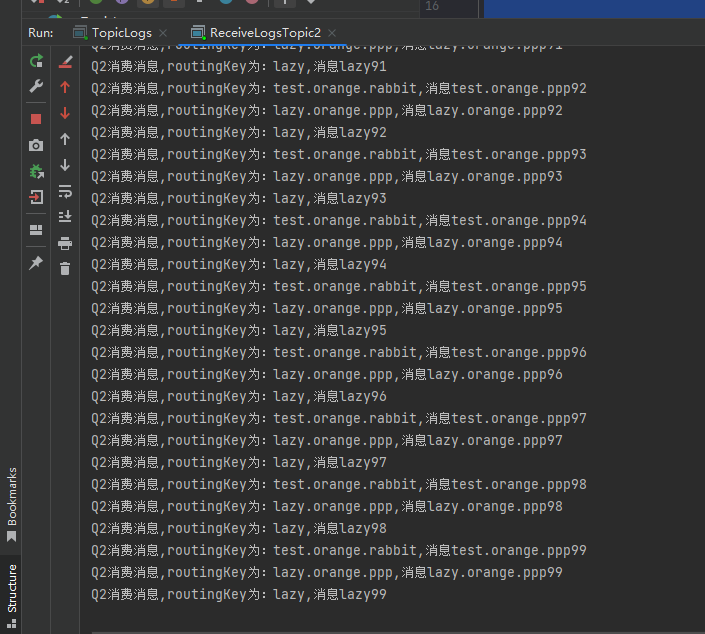 16
Run: TopicLogs ReceiveLogsTopic2
Q2消费消息,routingKey为: lazy.orange.ppp,消息lazy.orange.ppp91
Q2消费消息,routingKey为: lazy,消息lazy91
Q2消费消息,routingKey为: test.orange.rabbit,消息test.orange.ppp92
Q2消费消息,routingKey为: lazy.orange.ppp,消息lazy.orange.ppp92
Q2消费消息,routingKey为: lazy,消息lazy92
Q2消费消息,routingKey为: test.orange.rabbit,消息test.orange.ppp93
Q2消费消息,routingKey为: lazy.orange.ppp,消息lazy.orange.ppp93
Q2消费消息,routingKey为: lazy,消息lazy93
Q2消费消息,routingKey为: test.orange.rabbit,消息test.orange.ppp94
Q2消费消息,routingKey为: lazy.orange.ppp,消息lazy.orange.ppp94
Q2消费消息,routingKey为: lazy,消息lazy94
Q2消费消息,routingKey为: test.orange.rabbit,消息test.orange.ppp95
Q2消费消息,routingKey为: lazy.orange.ppp,消息lazy.orange.ppp95
Q2消费消息,routingKey为: lazy,消息lazy95
Q2消费消息,routingKey为: test.orange.rabbit,消息test.orange.ppp96
Q2消费消息,routingKey为: lazy.orange.ppp,消息lazy.orange.ppp96
Q2消费消息,routingKey为: lazy,消息lazy96
Q2消费消息,routingKey为: test.orange.rabbit,消息test.orange.ppp97
Q2消费消息,routingKey为: lazy.orange.ppp,消息lazy.orange.ppp97
Q2消费消息,routingKey为: lazy,消息lazy97
Q2消费消息,routingKey为: test.orange.rabbit,消息test.orange.ppp98
Q2消费消息,routingKey为: lazy.orange.ppp,消息lazy.orange.ppp98
Q2消费消息,routingKey为: lazy,消息lazy98
Q2消费消息,routingKey为: test.orange.rabbit,消息test.orange.ppp99
Q2消费消息,routingKey为: lazy.orange.ppp,消息lazy.orange.ppp99
Q2消费消息,routingKey为: lazy,消息lazy99
Bookmarks
Structure